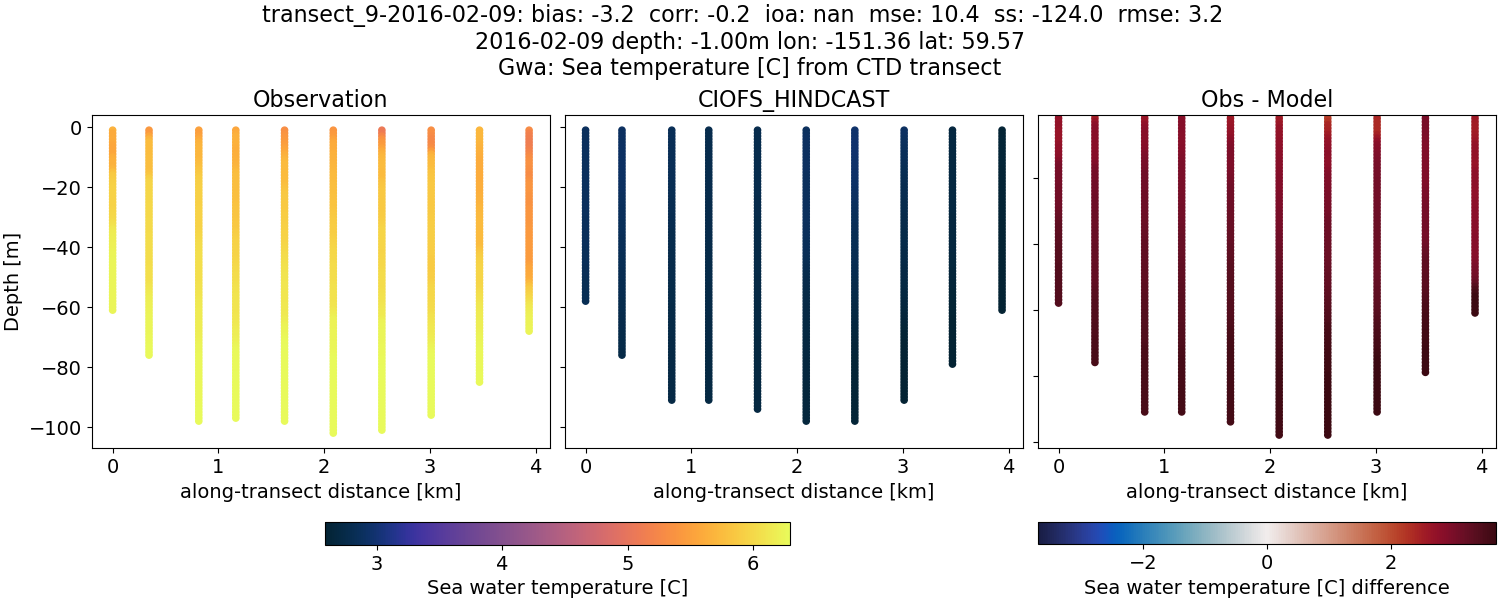 transect_9-2016-02-09: bias: -3.2  corr: -0.2  ioa: nan  mse: 10.4  ss: -124.0  rmse: 3.2
2016-02-09 depth: -1.00m lon: -151.36 lat: 59.57
Gwa: Sea temperature [C] from CTD transect
Observation
CIOFS_HINDCAST
Obs - Model
Depth [m]
0
−20
−40
−60
−80
−100
0 1 2 3 4
0 1 2 3 4
0 1 2 3 4
along-transect distance [km]
along-transect distance [km]
along-transect distance [km]
3 4 5 6
Sea water temperature [C]
−2 0 2
Sea water temperature [C] difference